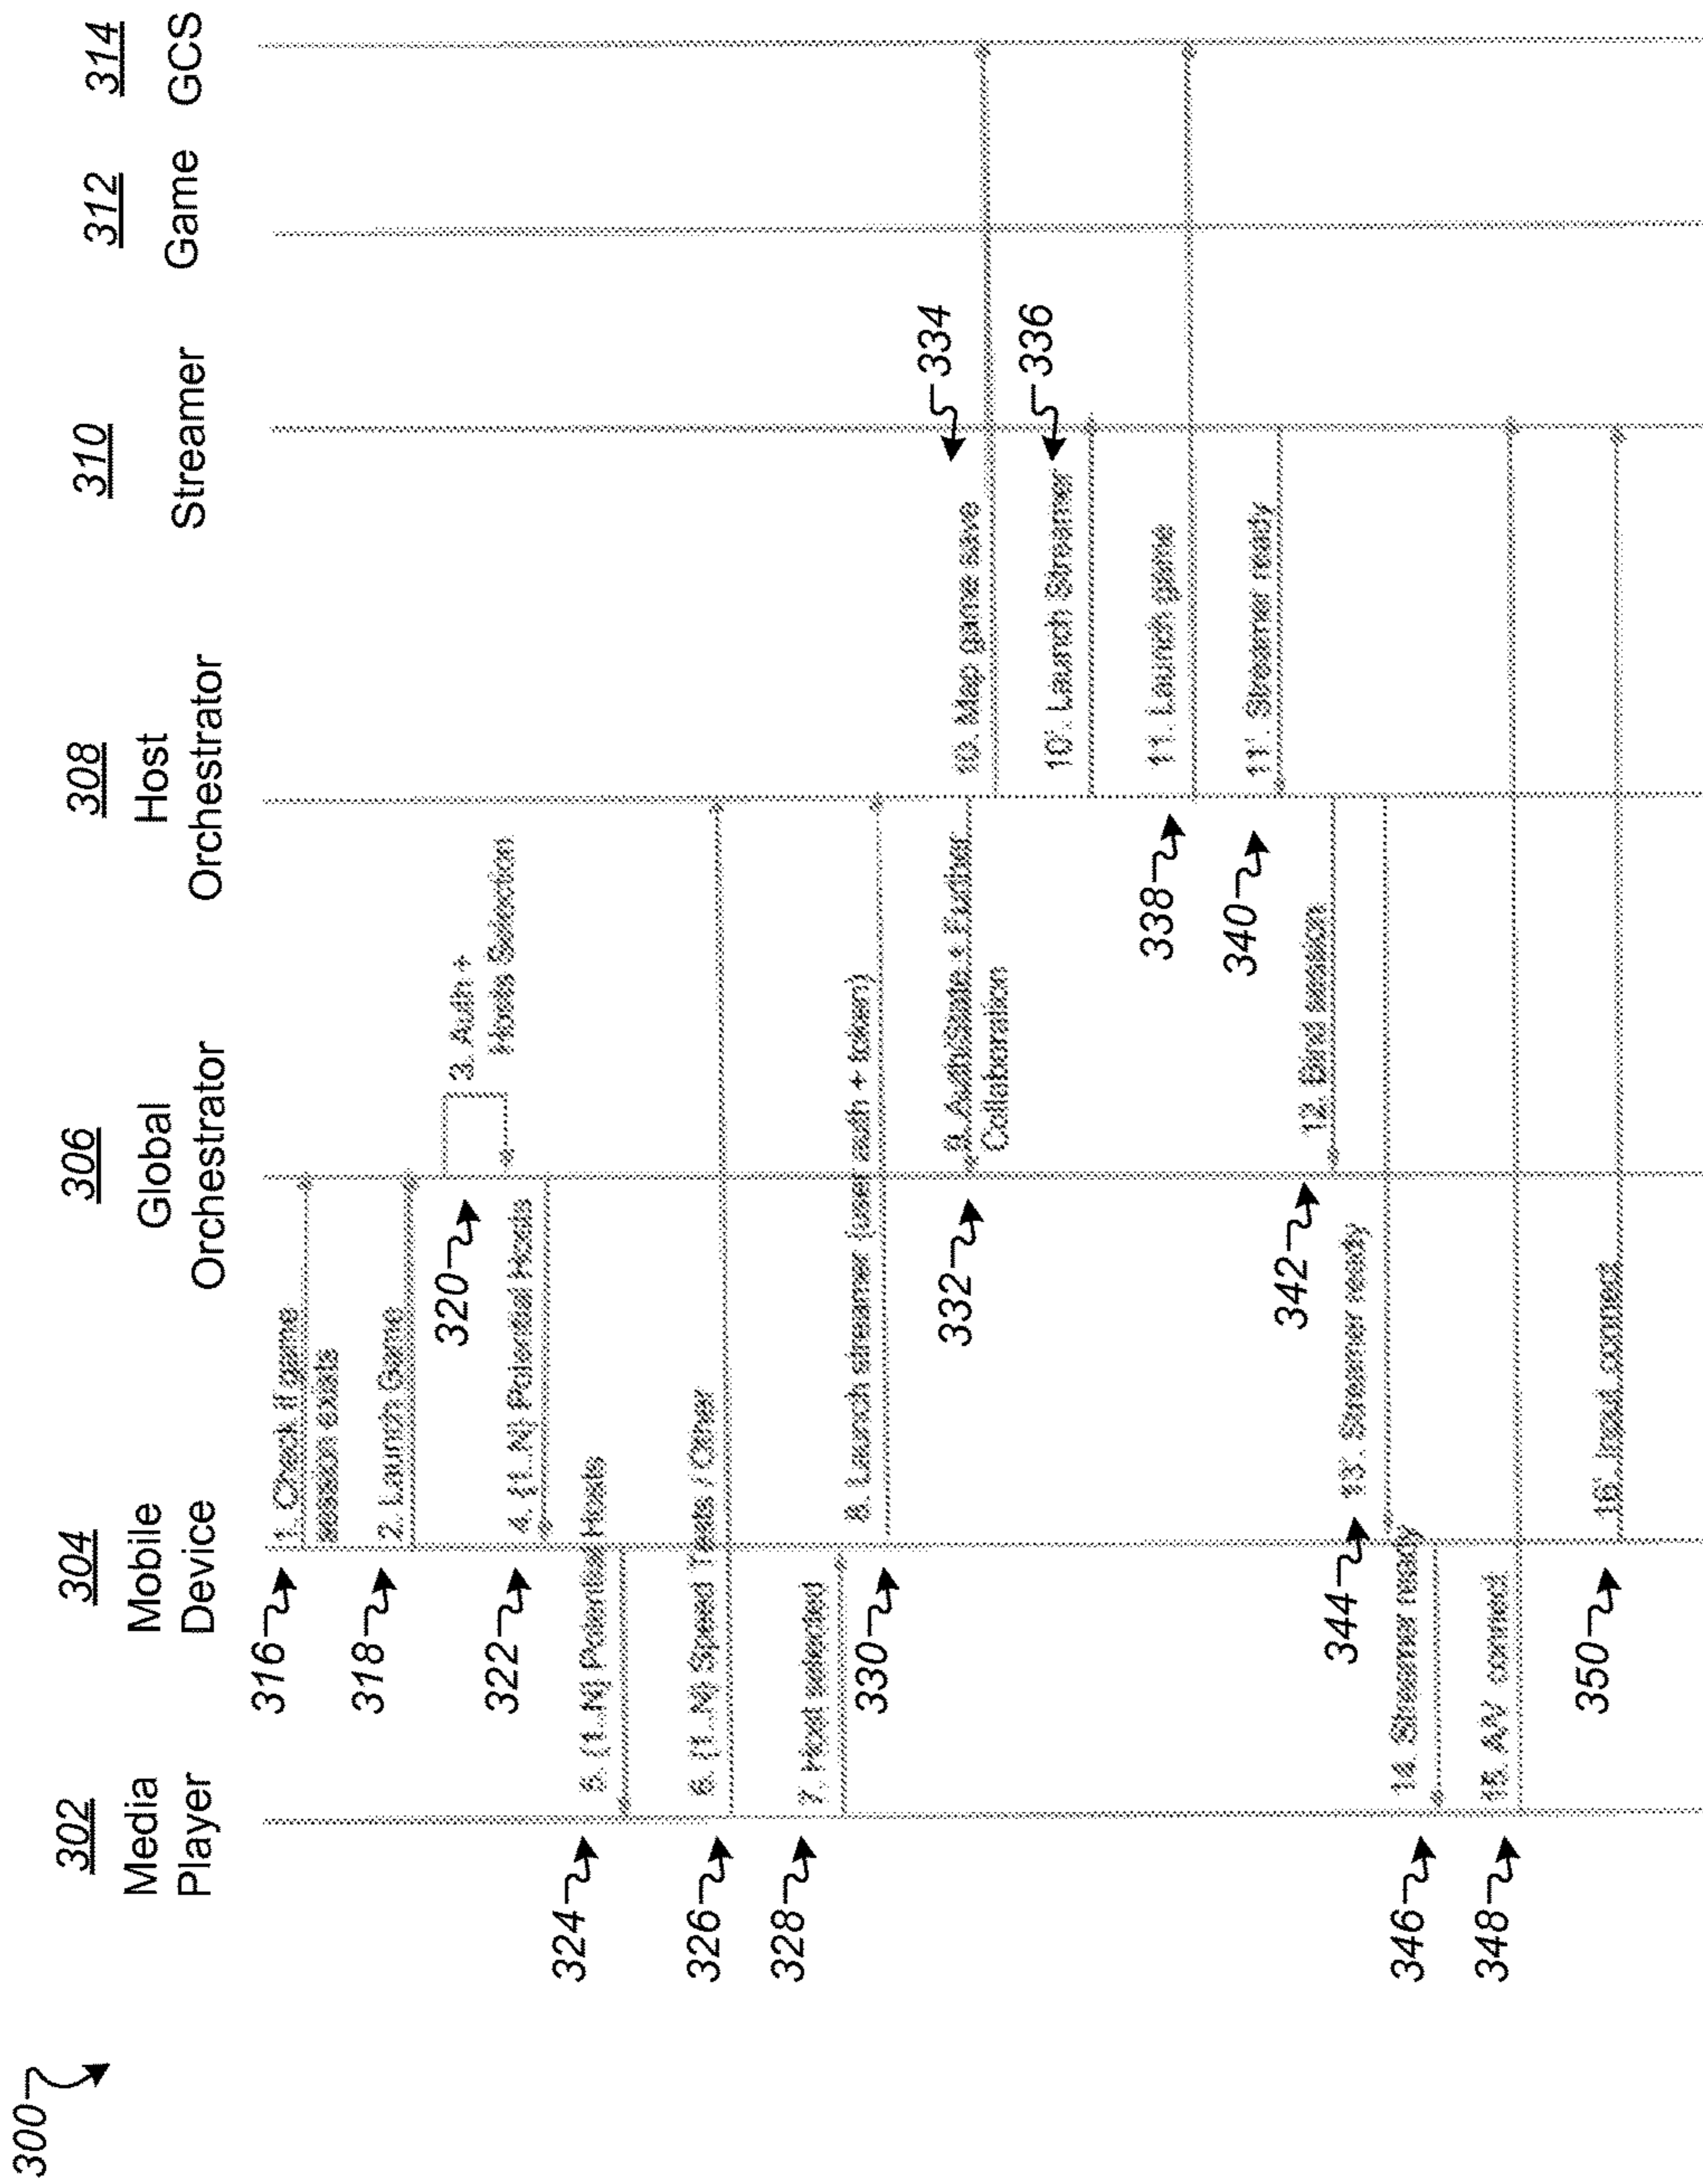 300
302
Media
Player
304
Mobile
Device
306
Global
Orchestrator
308
Host
Orchestrator
310
Streamer
312
Game
314
GCS
316
1. Check if game
session exists
318
2. Launch Game
320
3. Auth +
Hosts Selection
322
4. [1..N] Potential Hosts
324
5. [1..N] Potential Hosts
326
6. [1..N] Speed Tests / Other
328
7. Host selected
330
8. Launch streamer (user auth + token)
332
9. AuthState + Further
Collaboration
334
10. Map game save
336
10'. Launch Streamer
338
11. Launch game
340
11'. Streamer ready
342
12. Bind session
344
13'. Streamer ready
346
14. Streamer ready
348
15. A/V connect
350
16'. Input connect